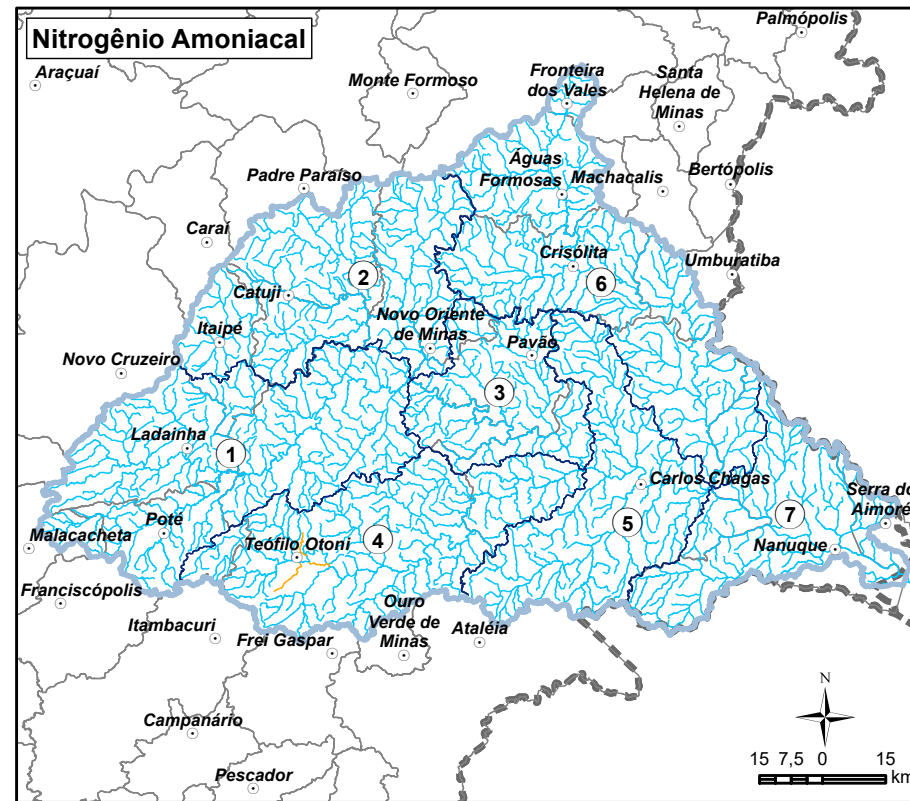 Nitrogênio Amoniacal
Palmópolis
Araçuaí
Monte Formoso
Fronteira
dos Vales
Santa
Helena de
Minas
Águas
Formosas
Machacalis
Bertópolis
Padre Paraíso
Caraí
Crisólita
Umburatiba
2
6
Catuji
Novo Oriente
de Minas
Itaipé
Pavão
Novo Cruzeiro
3
Ladainha
1
Carlos Chagas
Serra do
Aimoré
Poté
4
5
7
Malacacheta
Teófilo Otoni
Nanuque
Franciscópolis
Ouro
Verde de
Minas
Itambacuri
Frei Gaspar
Ataléia
N
Campanário
Pescador
15 7,5 0 15
km